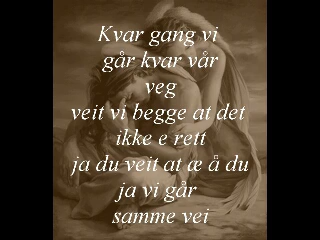 Kvar gang vi
går kvar vår
veg
veit vi begge at det
ikke e rett
ja du veit at æ å du
ja vi går
samme vei